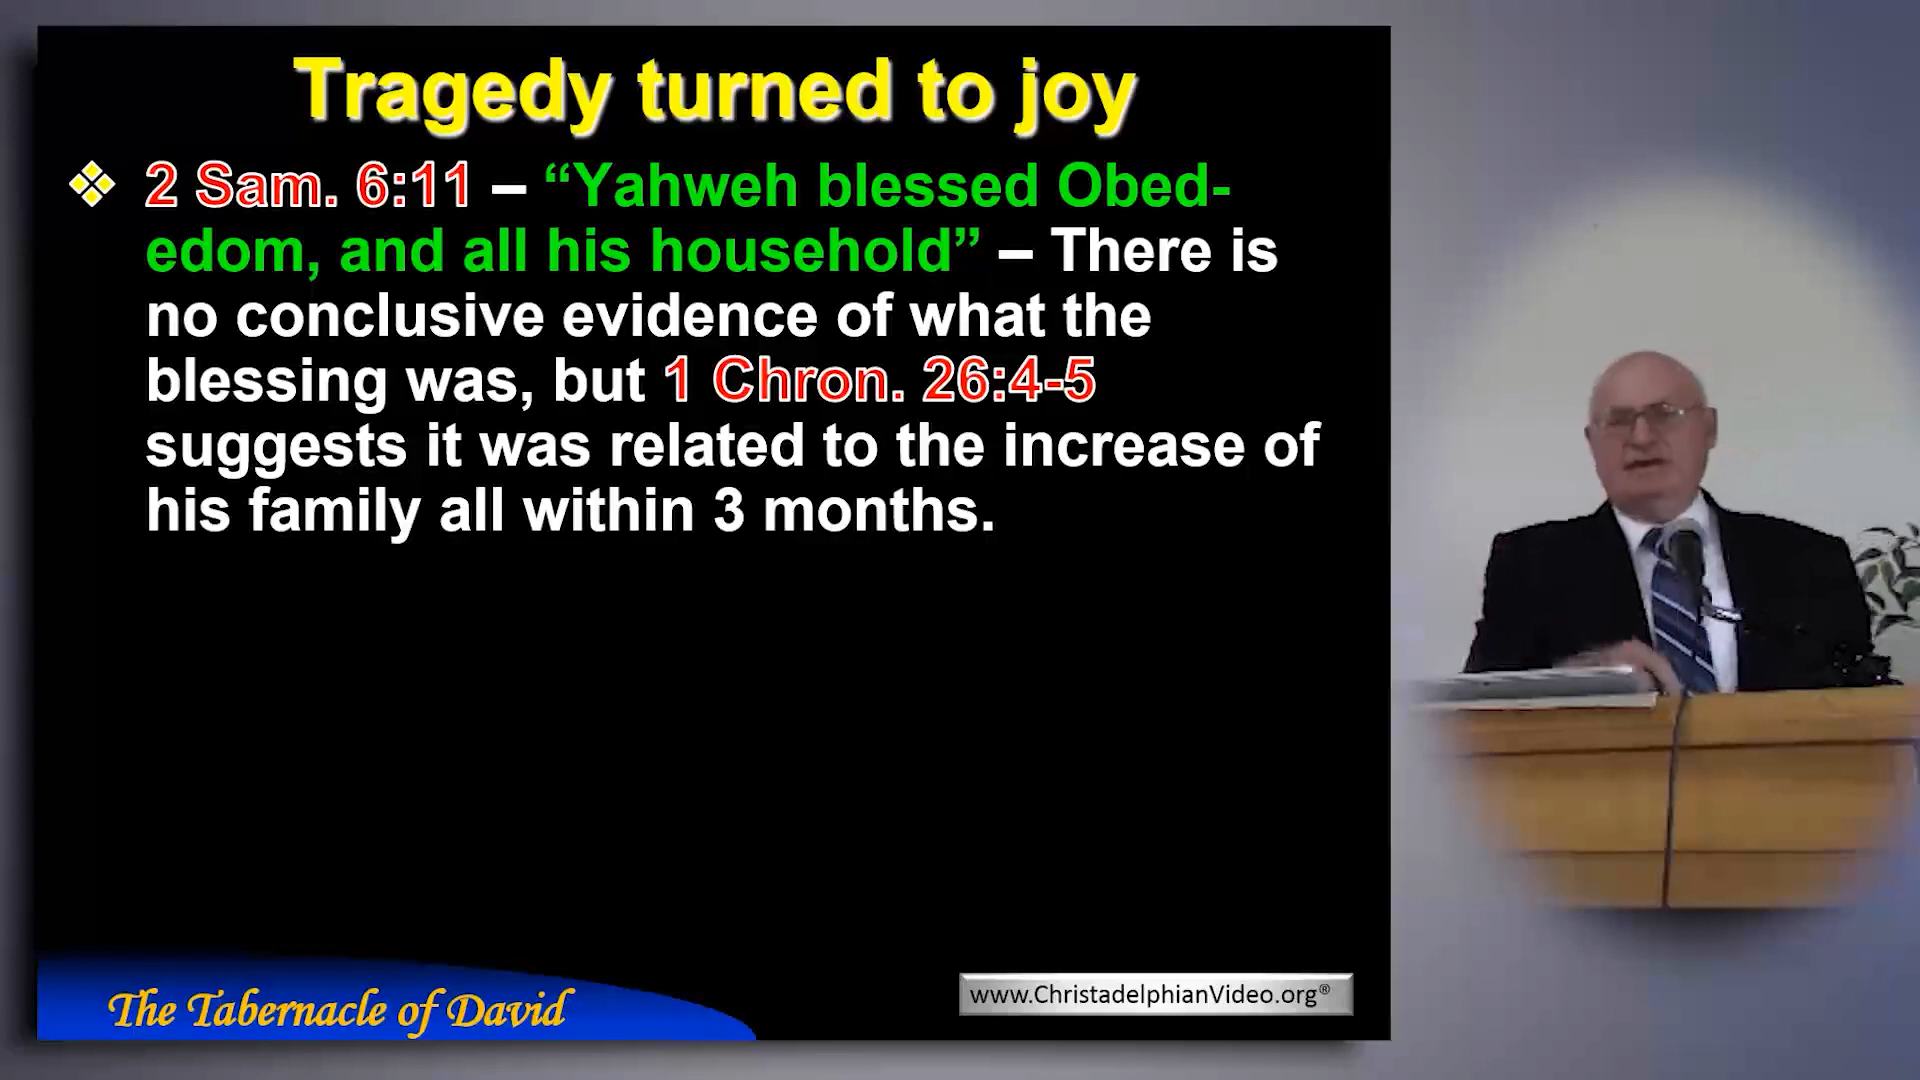 Tragedy turned to joy
2 Sam. 6:11 – “Yahweh blessed Obed-
edom, and all his household” – There is
no conclusive evidence of what the
blessing was, but 1 Chron. 26:4-5
suggests it was related to the increase of
his family all within 3 months.
The Tabernacle of David
www.ChristadelphianVideo.org®